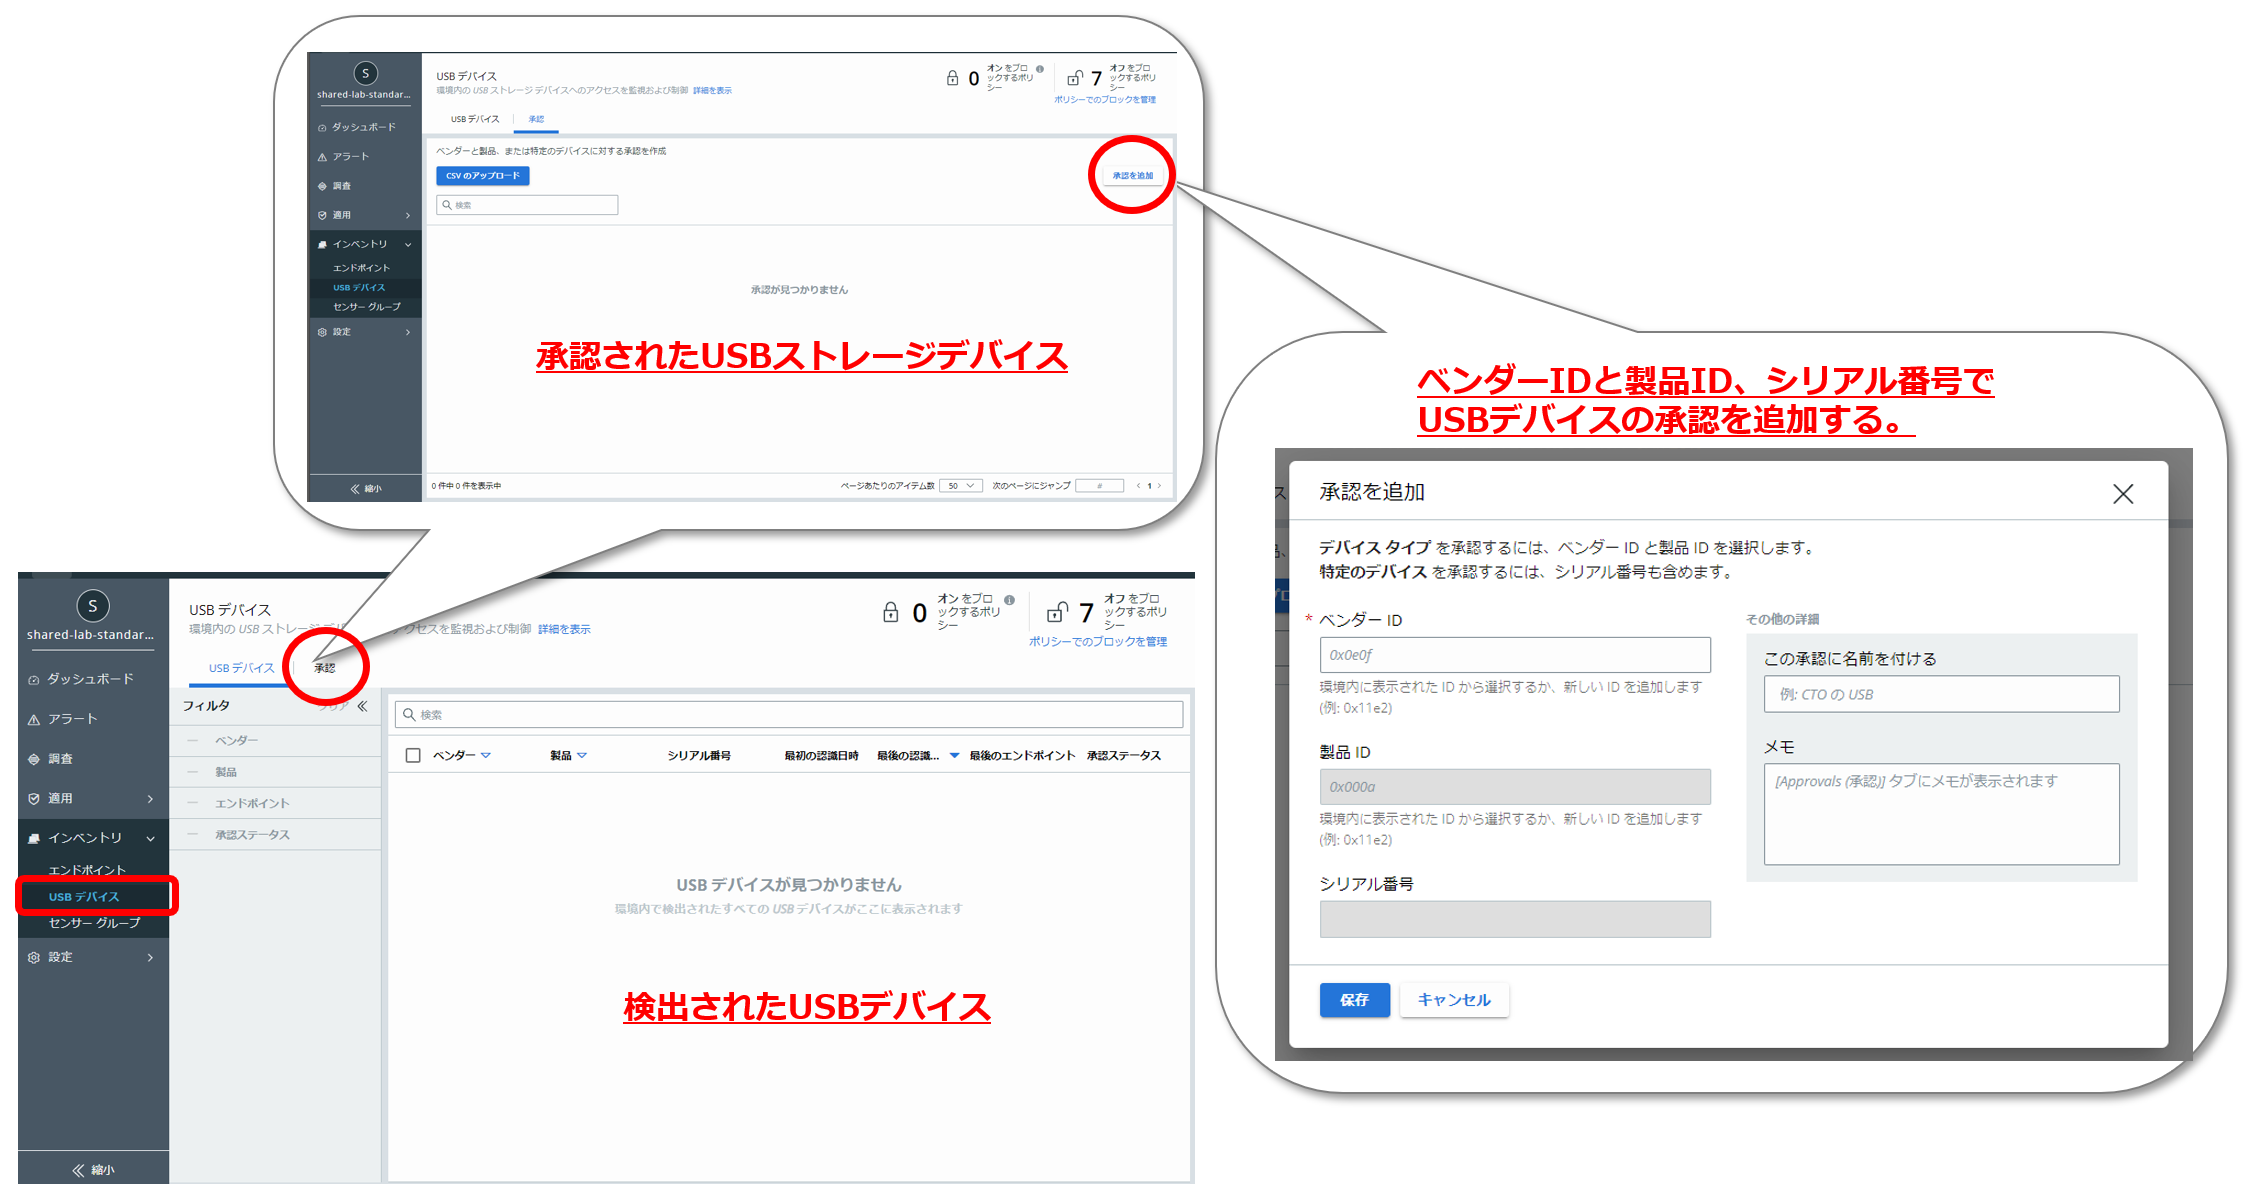 S
shared-lab-standar...
ダッシュボード
アラート
調査
適用
インベントリ
エンドポイント
USB デバイス
センサー グループ
設定
縮小
USB デバイス
環境内の USB ストレージ デバイスへのアクセスを監視および制御 詳細を表示
0
オン をブロ
ックするポリ
シー
7
オフ をブロ
ックするポリ
シー
ポリシーでのブロックを管理
USB デバイス
承認
ベンダーと製品、または特定のデバイスに対する承認を作成
CSV のアップロード
承認を追加
検索
承認が見つかりません
承認されたUSBストレージデバイス
0 件中 0 件を表示中
ページあたりのアイテム数 50 次のページにジャンプ # 1
ベンダーIDと製品ID、シリアル番号で
USBデバイスの承認を追加する。
承認を追加
デバイス タイプ を承認するには、ベンダー ID と製品 ID を選択します。
特定のデバイス を承認するには、シリアル番号も含めます。
* ベンダー ID
0x0e0f
環境内に表示された ID から選択するか、新しい ID を追加します
(例: 0x11e2)
製品 ID
0x000a
環境内に表示された ID から選択するか、新しい ID を追加します
(例: 0x11e2)
シリアル番号
その他の詳細
この承認に名前を付ける
例: CTO の USB
メモ
[Approvals (承認)] タブにメモが表示されます
保存
キャンセル
S
shared-lab-standar...
ダッシュボード
アラート
調査
適用
インベントリ
エンドポイント
USB デバイス
センサー グループ
設定
縮小
USB デバイス
環境内の USB ストレージ デバ アクセスを監視および制御 詳細を表示
0
オン をブロ
ックするポリ
シー
7
オフ をブロ
ックするポリ
シー
ポリシーでのブロックを管理
USB デバイス
承認
フィルタ
クリア
ベンダー
製品
エンドポイント
承認ステータス
検索
ベンダー 製品 シリアル番号 最初の認識日時 最後の認識... 最後のエンドポイント 承認ステータス
USB デバイスが見つかりません
環境内で検出されたすべての USB デバイスがここに表示されます
検出されたUSBデバイス